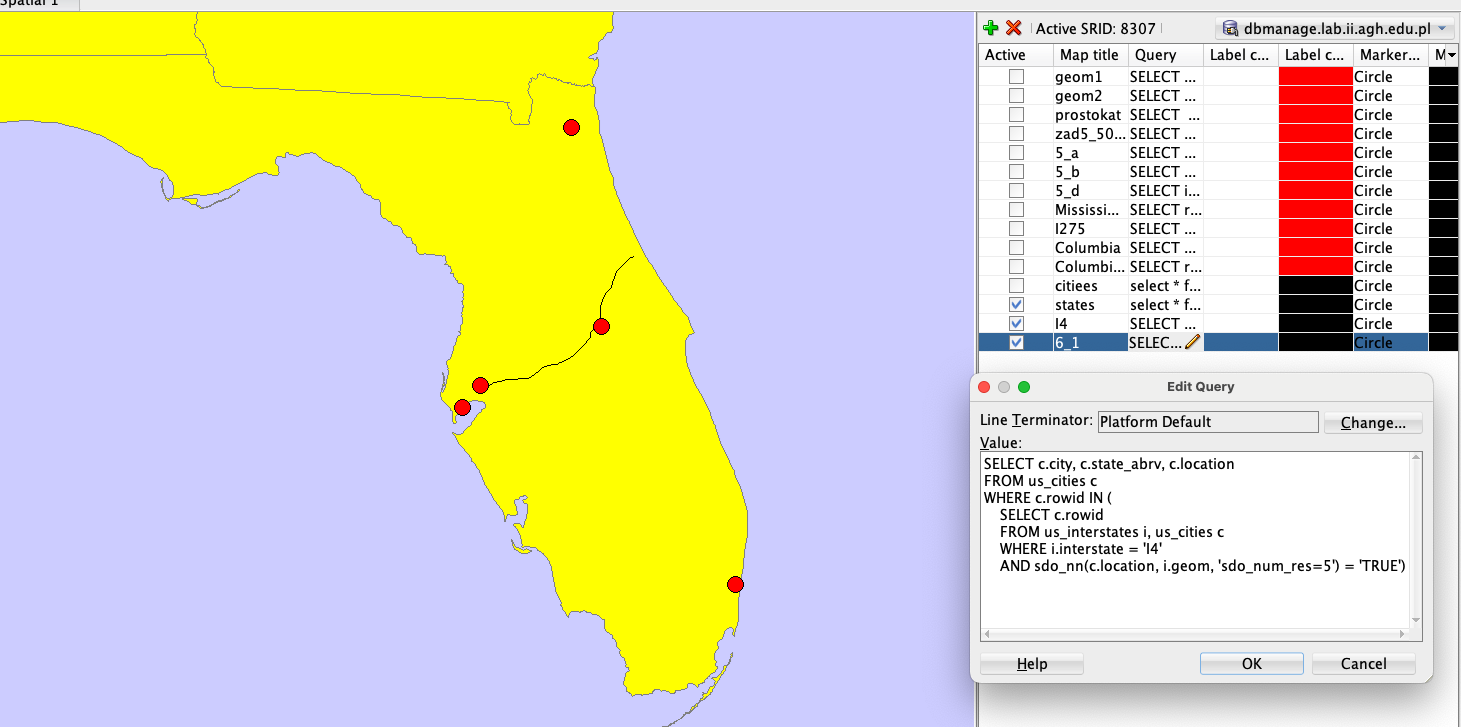 Spatial 1
Active SRID: 8307 dbmanage.lab.ii.agh.edu.pl
Active Map title Query Label c... Label c... Marker... M
geom1 SELECT ... Circle
geom2 SELECT ... Circle
prostokat SELECT ... Circle
zad5_50... SELECT ... Circle
5_a SELECT ... Circle
5_b SELECT ... Circle
5_d SELECT i... Circle
Mississi... SELECT r... Circle
I275 SELECT ... Circle
Columbia SELECT ... Circle
Columbi... SELECT r... Circle
citiees select * f... Circle
states select * f... Circle
I4 SELECT ... Circle
6_1 SELEC... Circle
Edit Query
Line Terminator: Platform Default Change...
Value:
SELECT c.city, c.state_abrv, c.location
FROM us_cities c
WHERE c.rowid IN (
SELECT c.rowid
FROM us_interstates i, us_cities c
WHERE i.interstate = 'I4'
AND sdo_nn(c.location, i.geom, 'sdo_num_res=5') = 'TRUE')
Help OK Cancel